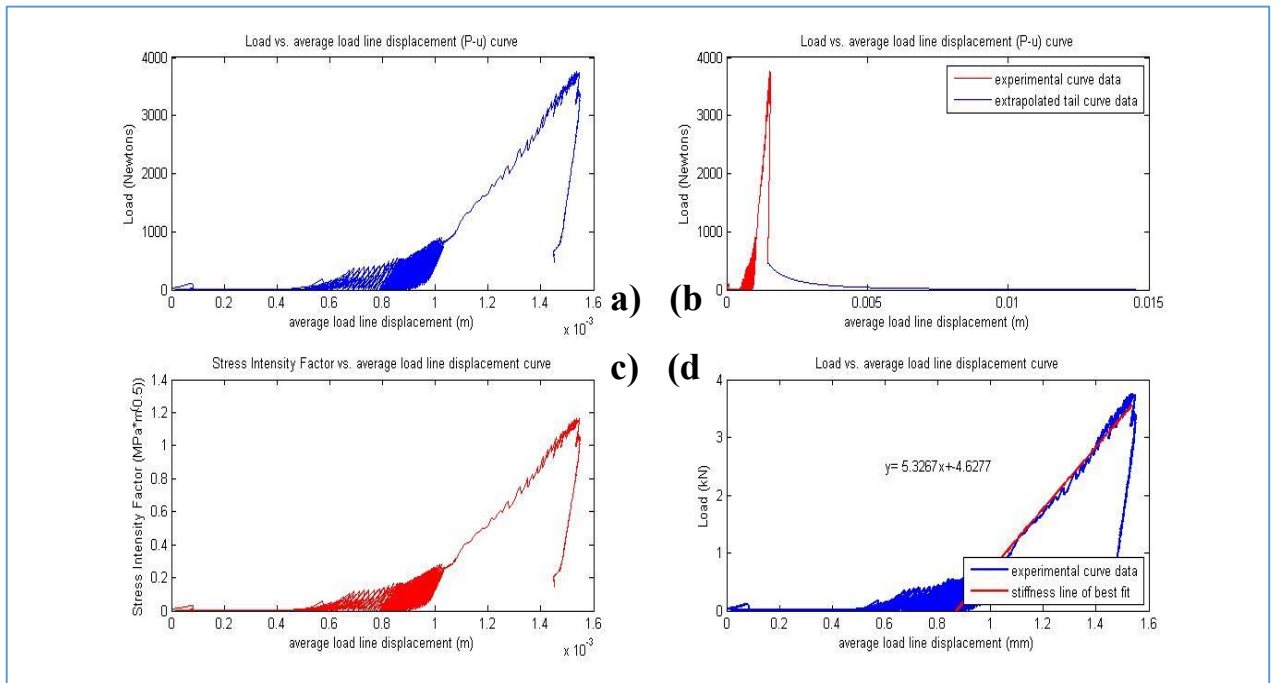 Load vs. average load line displacement (P-u) curve
4000
3000
2000
1000
0
Load (Newtons)
0 0.2 0.4 0.6 0.8 1 1.2 1.4 1.6
x 10⁻³
average load line displacement (m)
a)
Load vs. average load line displacement (P-u) curve
experimental curve data
extrapolated tail curve data
4000
3000
2000
1000
0
Load (Newtons)
0 0.005 0.01 0.015
average load line displacement (m)
(b
Stress Intensity Factor vs. average load line displacement curve
1.4
1.2
1
0.8
0.6
0.4
0.2
0
Stress Intensity Factor (MPa*m^(0.5))
0 0.2 0.4 0.6 0.8 1 1.2 1.4 1.6
x 10⁻³
average load line displacement (m)
c)
(d
Load vs. average load line displacement curve
4
3
2
1
0
Load (kN)
y= 5.3267x+-4.6277
experimental curve data
stiffness line of best fit
0 0.2 0.4 0.6 0.8 1.0 1.2 1.4 1.6
average load line displacement (mm)